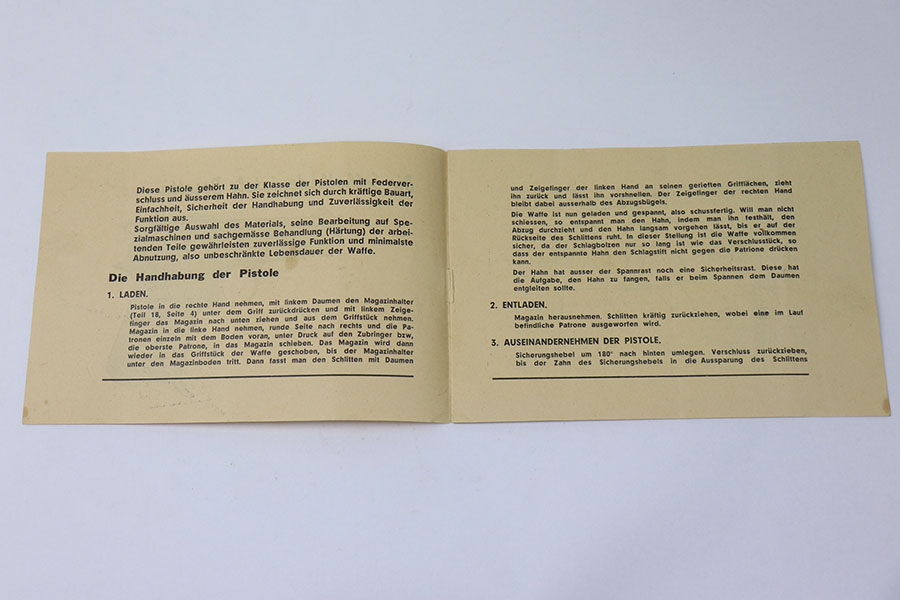 Diese Pistole gehört zu der Klasse der Pistolen mit Federver-
schluss und äusserem Hahn. Sie zeichnet sich durch kräftige Bauart,
Einfachheit, Sicherheit der Handhabung und Zuverlässigkeit der
Funktion aus.
Sorgfältige Auswahl des Materials, seine Bearbeitung auf Spe-
zialmaschinen und sachgemässe Behandlung (Härtung) der arbei-
tenden Teile gewährleisten zuverlässige Funktion und minimalste
Abnutzung, also unbeschränkte Lebensdauer der Waffe.
Die Handhabung der Pistole
1. LADEN.
Pistole in die rechte Hand nehmen, mit linkem Daumen den Magazinhalter
(Teil 18, Seite 4) unter dem Griff zurückdrücken und mit linkem Zeige-
finger das Magazin nach unten ziehen und aus dem Griffstück nehmen.
Magazin in die linke Hand nehmen, runde Seite nach rechts und die Pa-
tronen einzeln mit dem Boden voran, unter Druck auf den Zubringer bzw,
die oberste Patrone, in das Magazin schieben. Das Magazin wird dann
wieder in das Griffstück der Waffe geschoben, bis der Magazinhalter
unter den Magazinboden tritt. Dann fasst man den Schlitten mit Daumen
und Zeigefinger der linken Hand an seinen gerieften Griflächen, zieht
ihn zurück und lässt ihn vorshnellen. Der Zeigefinger der rechten Hand
bleibt dabei ausserhalb des Abzugsbügels.
Die Waffe ist nun geladen und gespannt, also schussfertig. Will man nicht
schiessen, so entspannt man den Hahn, indem man ihn festhält, den
Abzug durchzieht und den Hahn langsam vorgehen lässt, bis er auf der
Rückseite des Schlittens ruht. In dieser Stellung ist die Waffe vollkommen
sicher, da der Schlagbolzen nur so lang ist wie das Verschlusstück, so
dass der entspannte Hahn den Schlagstift nicht gegen die Patrone drücken
kann.
Der Hahn hat ausser der Spannrast noch eine Sicherheitsrast. Diese hat
die Aufgabe, den Hahn zu fangen, falls er beim Spannen dem Daumen
entgleiten sollte.
2. ENTLADEN.
Magazin herausnehmen. Schlitten kräftig zurückziehen, wobei eine im Lauf
befindliche Patrone ausgeworten wird.
3. AUSEINANDERNEHMEN DER PISTOLE.
Sicherungshebel um 180° nach hinten umlegen. Verschluss zurückziehen,
bis der Zahn des Sicherungshebels in die Aussparung des Schlittens